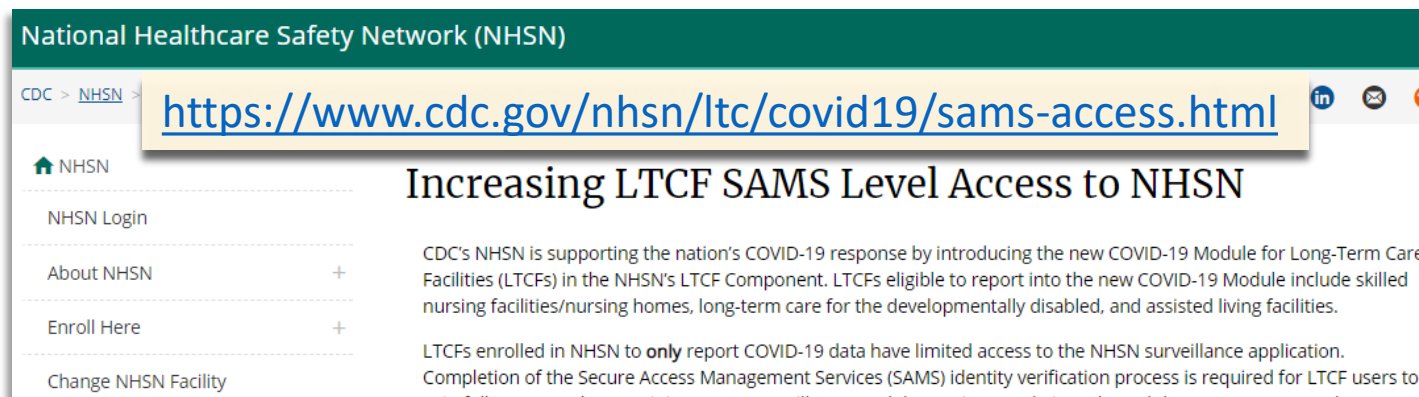 National Healthcare Safety Network (NHSN)
CDC > NHSN >
https://www.cdc.gov/nhsn/ltc/covid19/sams-access.html
in
NHSN
NHSN Login
About NHSN +
Enroll Here +
Change NHSN Facility
Increasing LTCF SAMS Level Access to NHSN
CDC's NHSN is supporting the nation's COVID-19 response by introducing the new COVID-19 Module for Long-Term Care
Facilities (LTCFs) in the NHSN's LTCF Component. LTCFs eligible to report into the new COVID-19 Module include skilled
nursing facilities/nursing homes, long-term care for the developmentally disabled, and assisted living facilities.
LTCFs enrolled in NHSN to only report COVID-19 data have limited access to the NHSN surveillance application.
Completion of the Secure Access Management Services (SAMS) identity verification process is required for LTCF users to